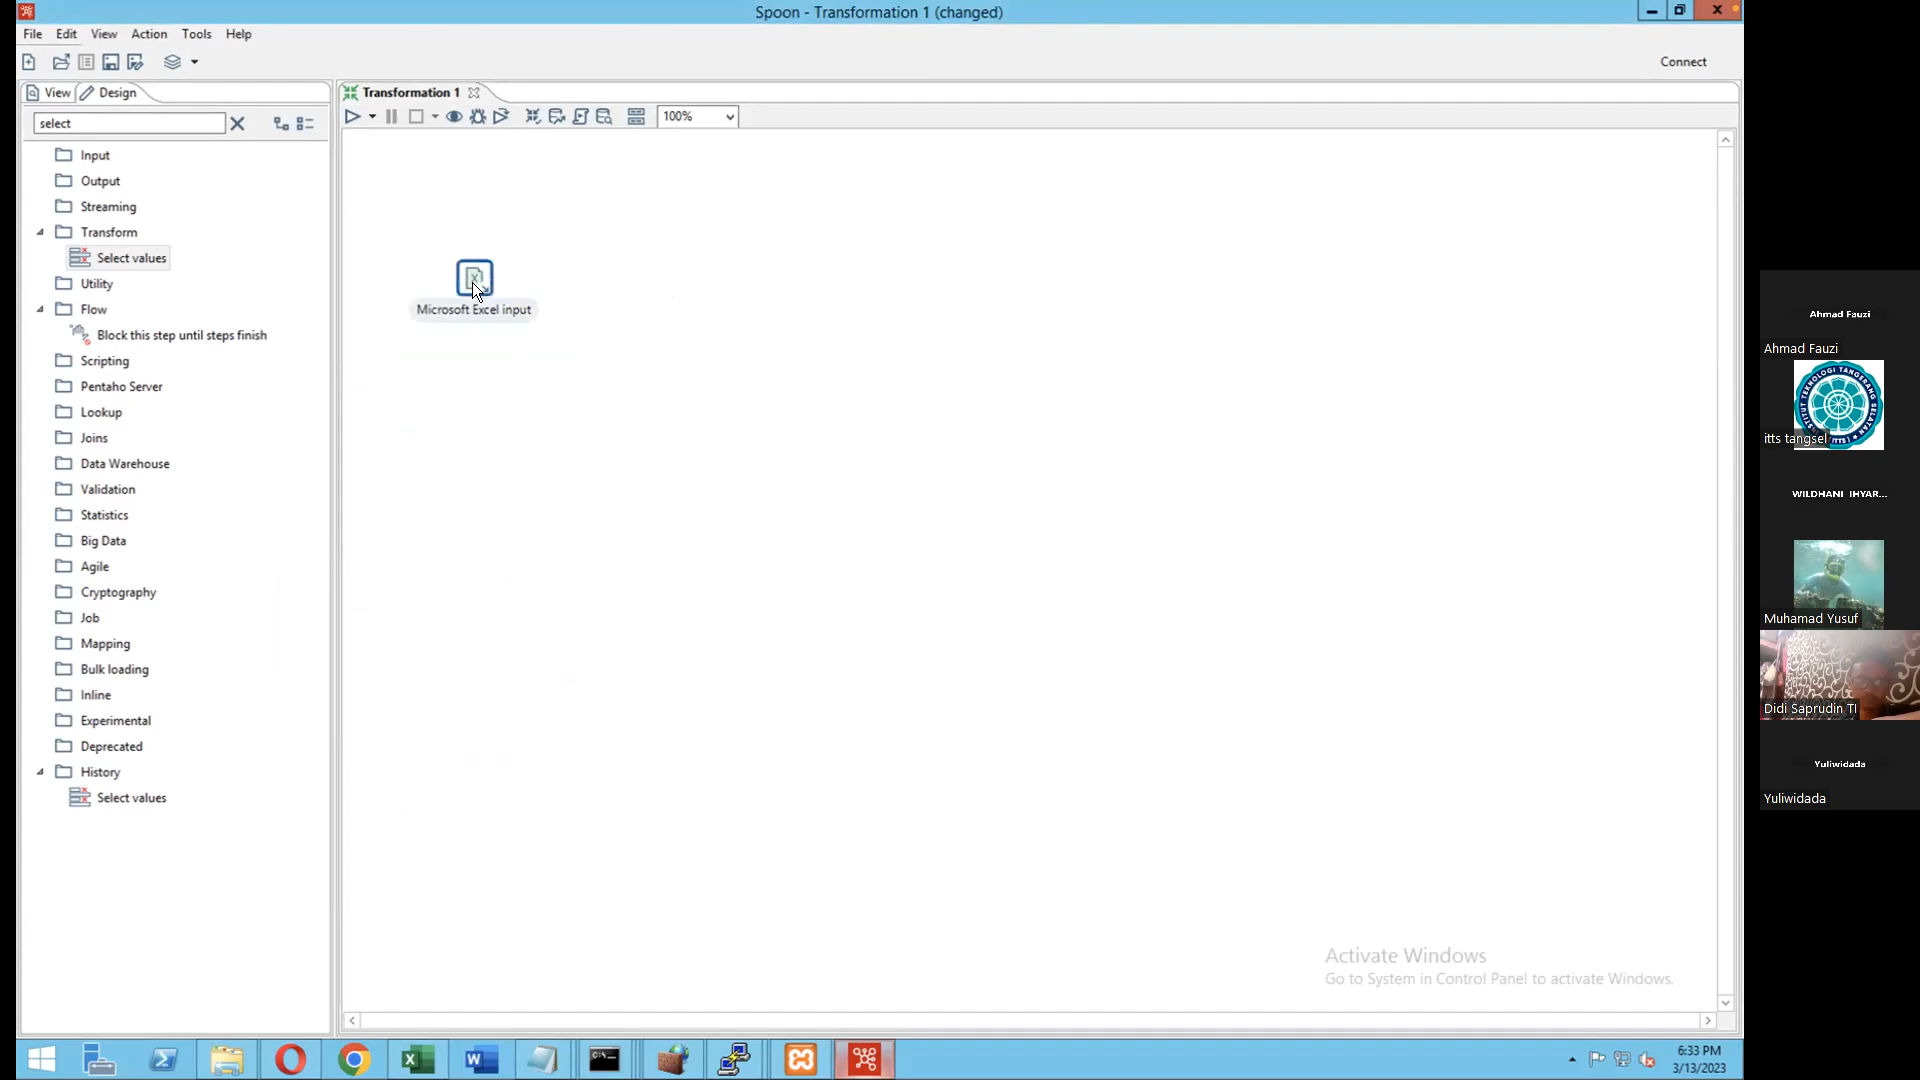 Spoon - Transformation 1 (changed)
File Edit View Action Tools Help
Connect
View Design
Transformation 1
select
100%
Input
Output
Streaming
Transform
Select values
Utility
Flow
Block this step until steps finish
Scripting
Pentaho Server
Lookup
Joins
Data Warehouse
Validation
Statistics
Big Data
Agile
Cryptography
Job
Mapping
Bulk loading
Inline
Experimental
Deprecated
History
Select values
Microsoft Excel input
Activate Windows
Go to System in Control Panel to activate Windows.
6:33 PM
3/13/2023
Ahmad Fauzi
Ahmad Fauzi
INSTITUT TEKNOLOGI TANGERANG SELATAN
itts tangsel
WILDHANI IHYAR...
Muhamad Yusuf
Didi Saprudin TI
Yuliwidada
Yuliwidada